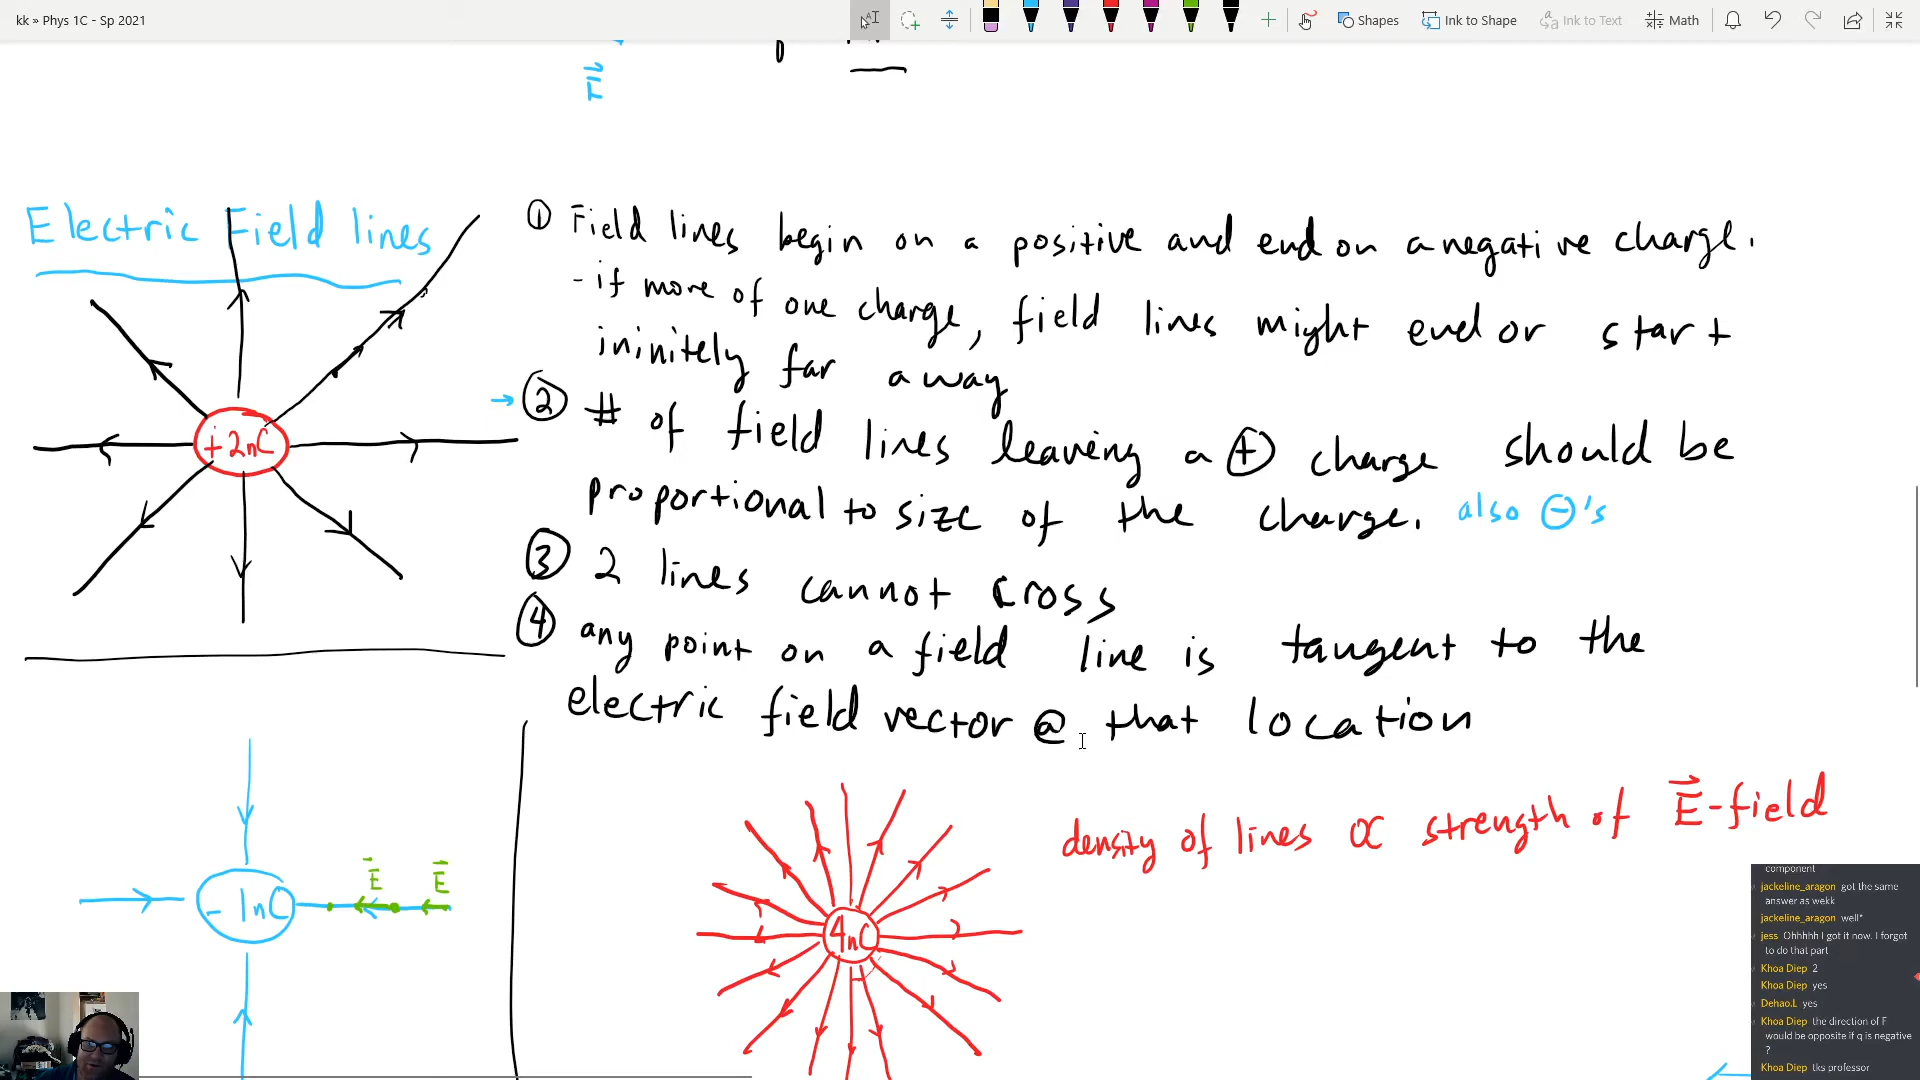 kk » Phys 1C - Sp 2021
Shapes
Ink to Shape
Ink to Text
Math
Electric Field lines
+2nC
① Field lines begin on a positive and end on a negative charge.
- if more of one charge, field lines might end or start
ininitely far away
→ ② # of field lines leaving a ⊕ charge should be
proportional to size of the charge. also ⊖'s
③ 2 lines cannot cross
④ any point on a field line is tangent to the
electric field vector @ that location
-1nC
E
E
4nC
density of lines ∝ strength of E-field
component
jackeline_aragon got the same
answer as wekk
jackeline_aragon well*
jess Ohhhhh I got it now. I forgot
to do that part
Khoa Diep 2
Khoa Diep yes
Dehao.L yes
Khoa Diep the direction of F
would be opposite if q is negative
?
Khoa Diep tks professor